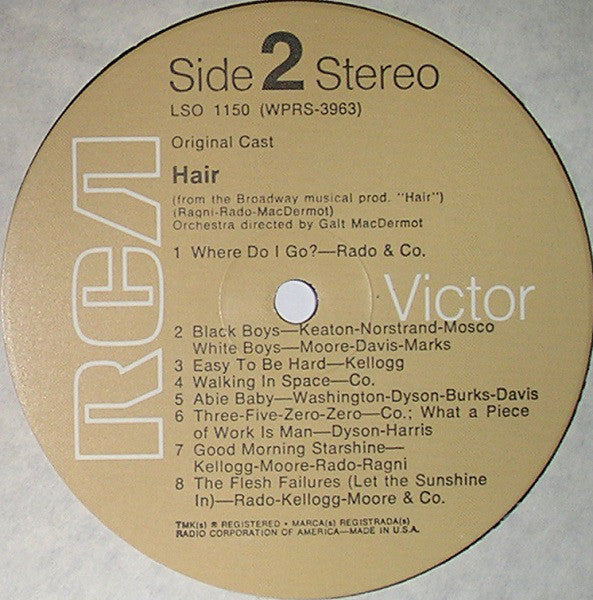 Side 2 Stereo
LSO 1150 (WPRS-3963)
Original Cast
Hair
(from the Broadway musical prod. "Hair")
(Ragni-Rado-MacDermot)
Orchestra directed by Galt MacDermot
1 Where Do I Go?—Rado & Co.
RCA
Victor
2 Black Boys—Keaton-Norstrand-Mosco
White Boys—Moore-Davis-Marks
3 Easy To Be Hard—Kellogg
4 Walking In Space—Co.
5 Abie Baby—Washington-Dyson-Burks-Davis
6 Three-Five-Zero-Zero—Co.; What a Piece
of Work Is Man—Dyson-Harris
7 Good Morning Starshine—
Kellogg-Moore-Rado-Ragni
8 The Flesh Failures (Let the Sunshine
In)—Rado-Kellogg-Moore & Co.
TMK(s) ® REGISTERED • MARCA(s) REGISTRADA(s)
RADIO CORPORATION OF AMERICA—MADE IN U.S.A.